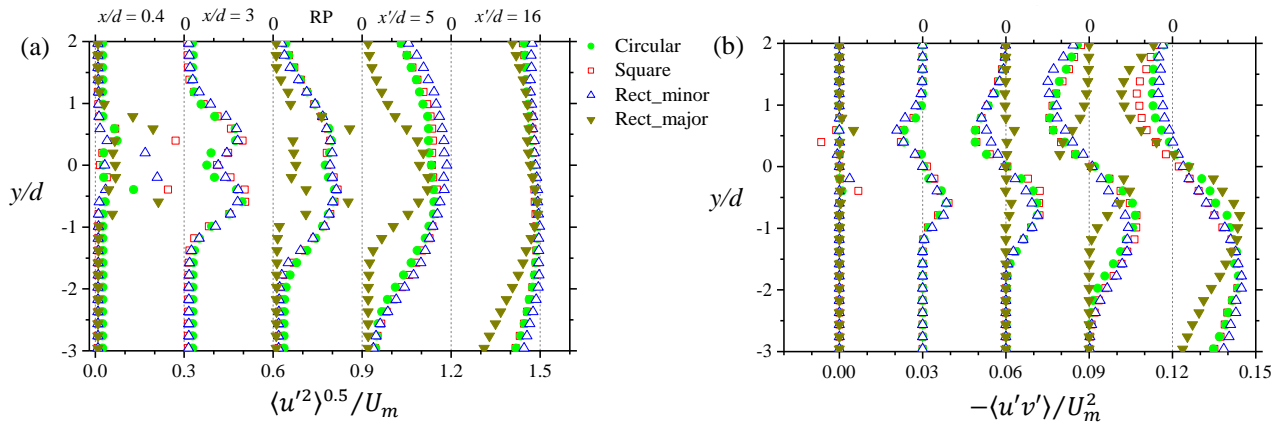 x/d = 0.4 x/d = 3 RP x'/d = 5 x'/d = 16
0 0 0 0
(a)
2
1
0
-1
-2
-3
y/d
0.0 0.3 0.6 0.9 1.2 1.5
⟨u'²⟩^0.5/U_m
Circular
Square
Rect_minor
Rect_major
0 0 0 0
(b)
2
1
0
-1
-2
-3
y/d
0.00 0.03 0.06 0.09 0.12 0.15
−⟨u'v'⟩/U_m²